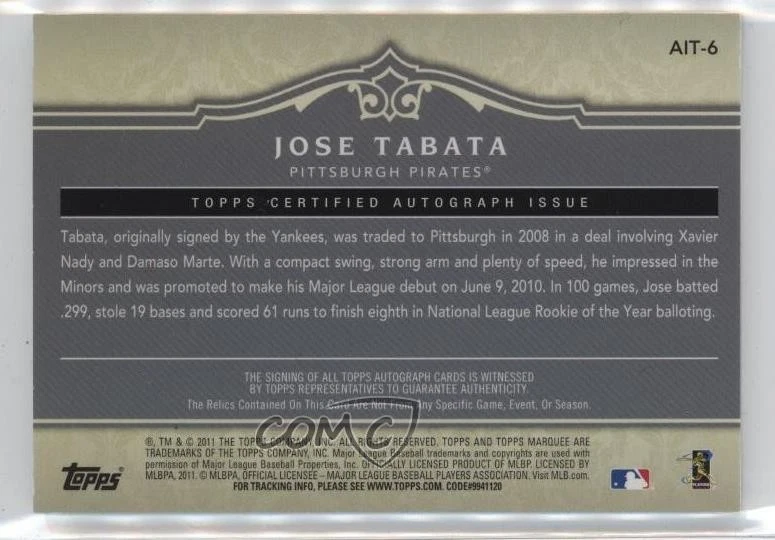 AIT-6
JOSE TABATA
PITTSBURGH PIRATES®
TOPPS CERTIFIED AUTOGRAPH ISSUE
Tabata, originally signed by the Yankees, was traded to Pittsburgh in 2008 in a deal involving Xavier
Nady and Damaso Marte. With a compact swing, strong arm and plenty of speed, he impressed in the
Minors and was promoted to make his Major League debut on June 9, 2010. In 100 games, Jose batted
.299, stole 19 bases and scored 61 runs to finish eighth in National League Rookie of the Year balloting.
THE SIGNING OF ALL TOPPS AUTOGRAPH CARDS IS WITNESSED
BY TOPPS REPRESENTATIVES TO GUARANTEE AUTHENTICITY.
The Relics Contained On This Card Are Not From Any Specific Game, Event, Or Season.
COMC
®, TM & © 2011 THE TOPPS COMPANY, INC. ALL RIGHTS RESERVED. TOPPS AND TOPPS MARQUEE ARE
TRADEMARKS OF THE TOPPS COMPANY, INC. Major League Baseball trademarks and copyrights are used with
permission of Major League Baseball Properties, Inc. OFFICIALLY LICENSED PRODUCT OF MLBP. LICENSED BY
MLBPA, 2011. © MLBPA, OFFICIAL LICENSEE – MAJOR LEAGUE BASEBALL PLAYERS ASSOCIATION. Visit MLB.com.
FOR TRACKING INFO, PLEASE SEE WWW.TOPPS.COM. CODE#9941120
topps®